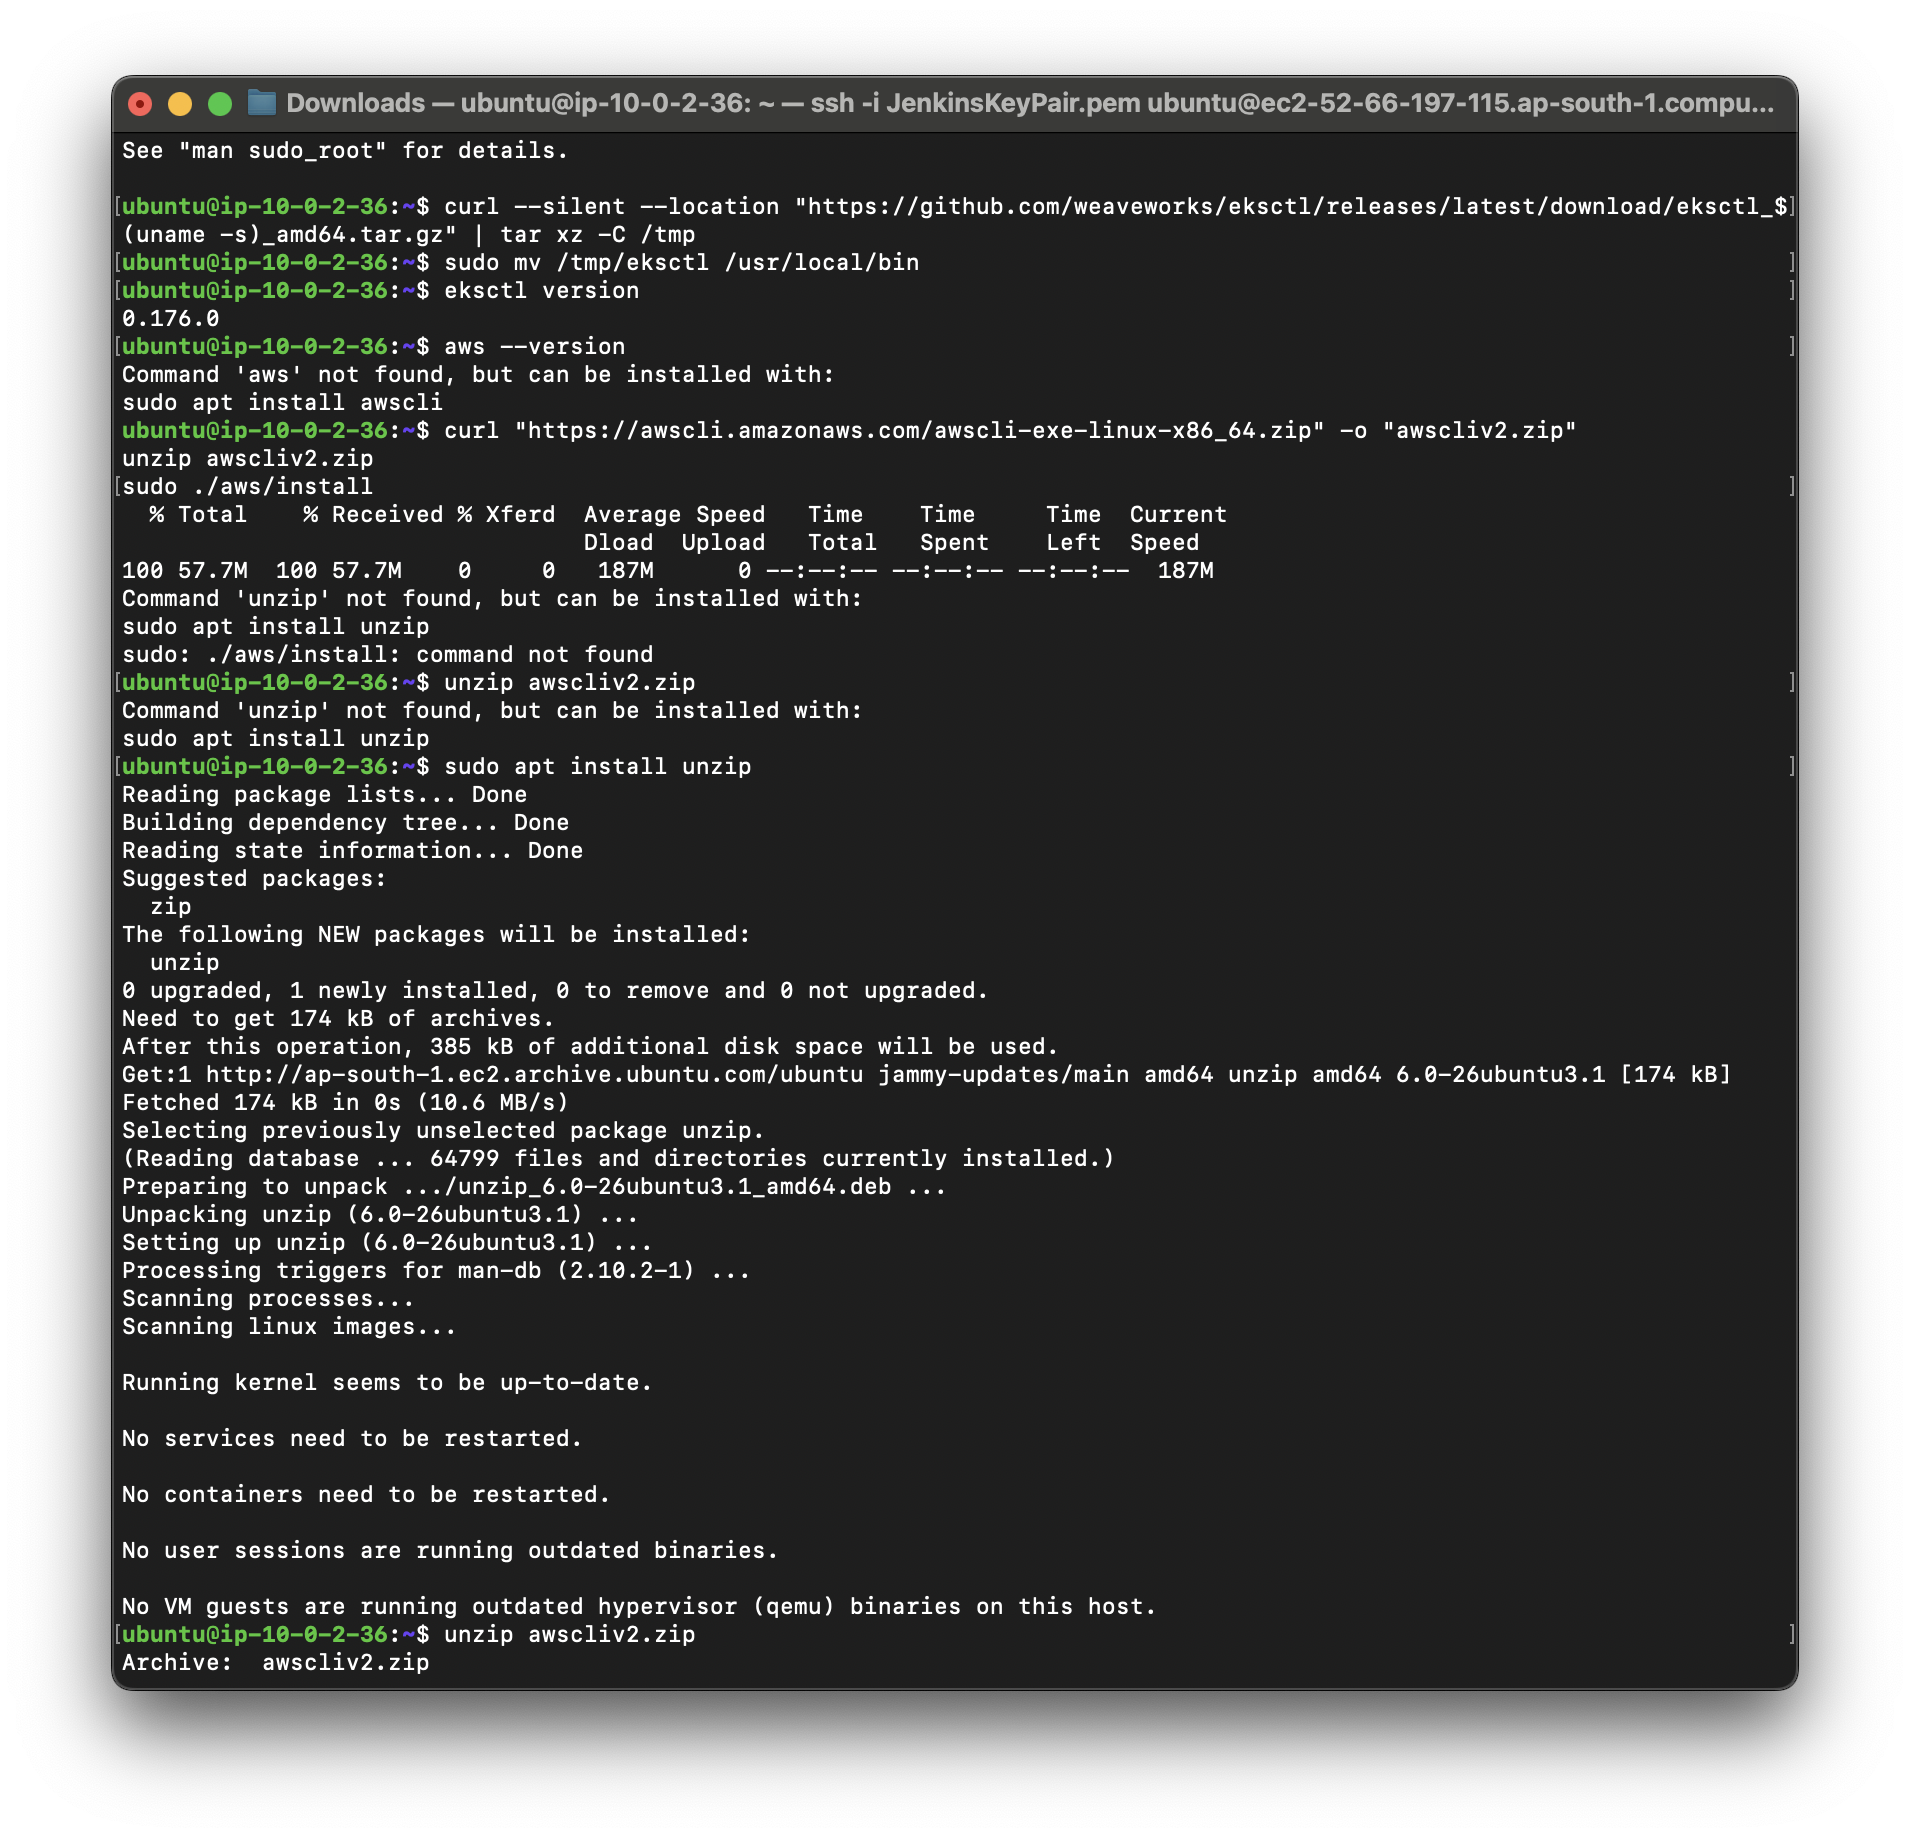 Downloads — ubuntu@ip-10-0-2-36: ~ — ssh -i JenkinsKeyPair.pem ubuntu@ec2-52-66-197-115.ap-south-1.compu...
See "man sudo_root" for details.
[ubuntu@ip-10-0-2-36:~$ curl --silent --location "https://github.com/weaveworks/eksctl/releases/latest/download/eksctl_$]
(uname -s)_amd64.tar.gz" | tar xz -C /tmp
[ubuntu@ip-10-0-2-36:~$ sudo mv /tmp/eksctl /usr/local/bin ]
[ubuntu@ip-10-0-2-36:~$ eksctl version ]
0.176.0
[ubuntu@ip-10-0-2-36:~$ aws --version ]
Command 'aws' not found, but can be installed with:
sudo apt install awscli
ubuntu@ip-10-0-2-36:~$ curl "https://awscli.amazonaws.com/awscli-exe-linux-x86_64.zip" -o "awscliv2.zip"
unzip awscliv2.zip
[sudo ./aws/install ]
  % Total    % Received % Xferd  Average Speed   Time    Time     Time  Current
                                 Dload  Upload   Total   Spent    Left  Speed
100 57.7M  100 57.7M    0     0   187M      0 --:--:-- --:--:-- --:--:--  187M
Command 'unzip' not found, but can be installed with:
sudo apt install unzip
sudo: ./aws/install: command not found
[ubuntu@ip-10-0-2-36:~$ unzip awscliv2.zip ]
Command 'unzip' not found, but can be installed with:
sudo apt install unzip
[ubuntu@ip-10-0-2-36:~$ sudo apt install unzip ]
Reading package lists... Done
Building dependency tree... Done
Reading state information... Done
Suggested packages:
  zip
The following NEW packages will be installed:
  unzip
0 upgraded, 1 newly installed, 0 to remove and 0 not upgraded.
Need to get 174 kB of archives.
After this operation, 385 kB of additional disk space will be used.
Get:1 http://ap-south-1.ec2.archive.ubuntu.com/ubuntu jammy-updates/main amd64 unzip amd64 6.0-26ubuntu3.1 [174 kB]
Fetched 174 kB in 0s (10.6 MB/s)
Selecting previously unselected package unzip.
(Reading database ... 64799 files and directories currently installed.)
Preparing to unpack .../unzip_6.0-26ubuntu3.1_amd64.deb ...
Unpacking unzip (6.0-26ubuntu3.1) ...
Setting up unzip (6.0-26ubuntu3.1) ...
Processing triggers for man-db (2.10.2-1) ...
Scanning processes...
Scanning linux images...
Running kernel seems to be up-to-date.
No services need to be restarted.
No containers need to be restarted.
No user sessions are running outdated binaries.
No VM guests are running outdated hypervisor (qemu) binaries on this host.
[ubuntu@ip-10-0-2-36:~$ unzip awscliv2.zip ]
Archive:  awscliv2.zip